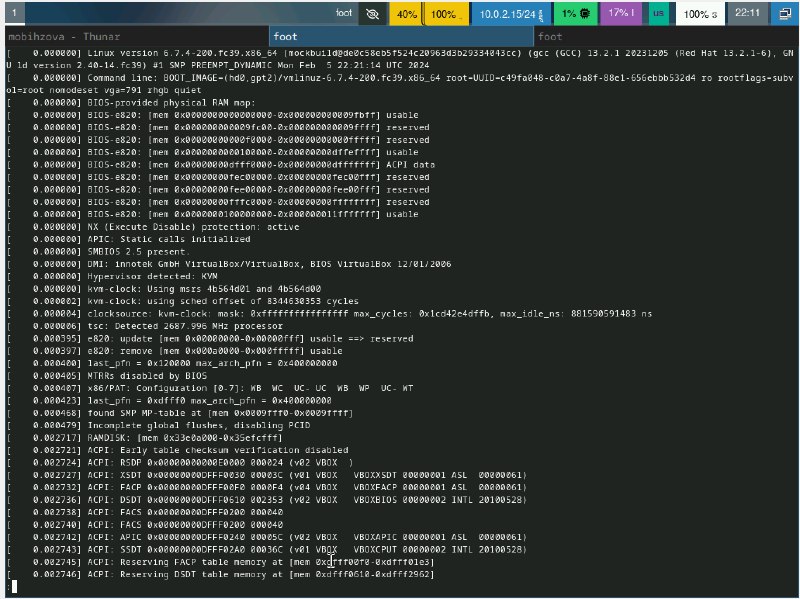 1 foot 40% 100% 10.0.2.15/24 1% 17% us 100% 22:11
mobihzova - Thunar foot foot
[    0.000000] Linux version 6.7.4-200.fc39.x86_64 (mockbuild@de0c58eb5f524c20963d3b29334043cc) (gcc (GCC) 13.2.1 20231205 (Red Hat 13.2.1-6), GN
U ld version 2.40-14.fc39) #1 SMP PREEMPT_DYNAMIC Mon Feb  5 22:21:14 UTC 2024
[    0.000000] Command line: BOOT_IMAGE=(hd0,gpt2)/vmlinuz-6.7.4-200.fc39.x86_64 root=UUID=c49fa048-c0a7-4a8f-88e1-656ebbb532d4 ro rootflags=subv
ol=root nomodeset vga=791 rhgb quiet
[    0.000000] BIOS-provided physical RAM map:
[    0.000000] BIOS-e820: [mem 0x0000000000000000-0x000000000009fbff] usable
[    0.000000] BIOS-e820: [mem 0x000000000009fc00-0x000000000009ffff] reserved
[    0.000000] BIOS-e820: [mem 0x00000000000f0000-0x00000000000fffff] reserved
[    0.000000] BIOS-e820: [mem 0x0000000000100000-0x00000000dffeffff] usable
[    0.000000] BIOS-e820: [mem 0x00000000dfff0000-0x00000000dfffffff] ACPI data
[    0.000000] BIOS-e820: [mem 0x00000000fec00000-0x00000000fec00fff] reserved
[    0.000000] BIOS-e820: [mem 0x00000000fee00000-0x00000000fee00fff] reserved
[    0.000000] BIOS-e820: [mem 0x00000000fffc0000-0x00000000ffffffff] reserved
[    0.000000] BIOS-e820: [mem 0x0000000100000000-0x000000011fffffff] usable
[    0.000000] NX (Execute Disable) protection: active
[    0.000000] APIC: Static calls initialized
[    0.000000] SMBIOS 2.5 present.
[    0.000000] DMI: innotek GmbH VirtualBox/VirtualBox, BIOS VirtualBox 12/01/2006
[    0.000000] Hypervisor detected: KVM
[    0.000000] kvm-clock: Using msrs 4b564d01 and 4b564d00
[    0.000002] kvm-clock: using sched offset of 8344630353 cycles
[    0.000004] clocksource: kvm-clock: mask: 0xffffffffffffffff max_cycles: 0x1cd42e4dffb, max_idle_ns: 881590591483 ns
[    0.000006] tsc: Detected 2687.996 MHz processor
[    0.000395] e820: update [mem 0x00000000-0x00000fff] usable ==> reserved
[    0.000397] e820: remove [mem 0x000a0000-0x000fffff] usable
[    0.000400] last_pfn = 0x120000 max_arch_pfn = 0x400000000
[    0.000405] MTRRs disabled by BIOS
[    0.000407] x86/PAT: Configuration [0-7]: WB  WC  UC- UC  WB  WP  UC- WT
[    0.000423] last_pfn = 0xdfff0 max_arch_pfn = 0x400000000
[    0.000468] found SMP MP-table at [mem 0x0009fff0-0x0009ffff]
[    0.000479] Incomplete global flushes, disabling PCID
[    0.002717] RAMDISK: [mem 0x33e0a000-0x35efcfff]
[    0.002721] ACPI: Early table checksum verification disabled
[    0.002724] ACPI: RSDP 0x00000000000E0000 000024 (v02 VBOX  )
[    0.002727] ACPI: XSDT 0x00000000DFFF0030 00003C (v01 VBOX   VBOXXSDT 00000001 ASL  00000061)
[    0.002732] ACPI: FACP 0x00000000DFFF00F0 0000F4 (v04 VBOX   VBOXFACP 00000001 ASL  00000061)
[    0.002736] ACPI: DSDT 0x00000000DFFF0610 002353 (v02 VBOX   VBOXBIOS 00000002 INTL 20100528)
[    0.002738] ACPI: FACS 0x00000000DFFF0200 000040
[    0.002740] ACPI: FACS 0x00000000DFFF0200 000040
[    0.002742] ACPI: APIC 0x00000000DFFF0240 00005C (v02 VBOX   VBOXAPIC 00000001 ASL  00000061)
[    0.002743] ACPI: SSDT 0x00000000DFFF02A0 00036C (v01 VBOX   VBOXCPUT 00000002 INTL 20100528)
[    0.002745] ACPI: Reserving FACP table memory at [mem 0xdfff00f0-0xdfff01e3]
[    0.002746] ACPI: Reserving DSDT table memory at [mem 0xdfff0610-0xdfff2962]
: